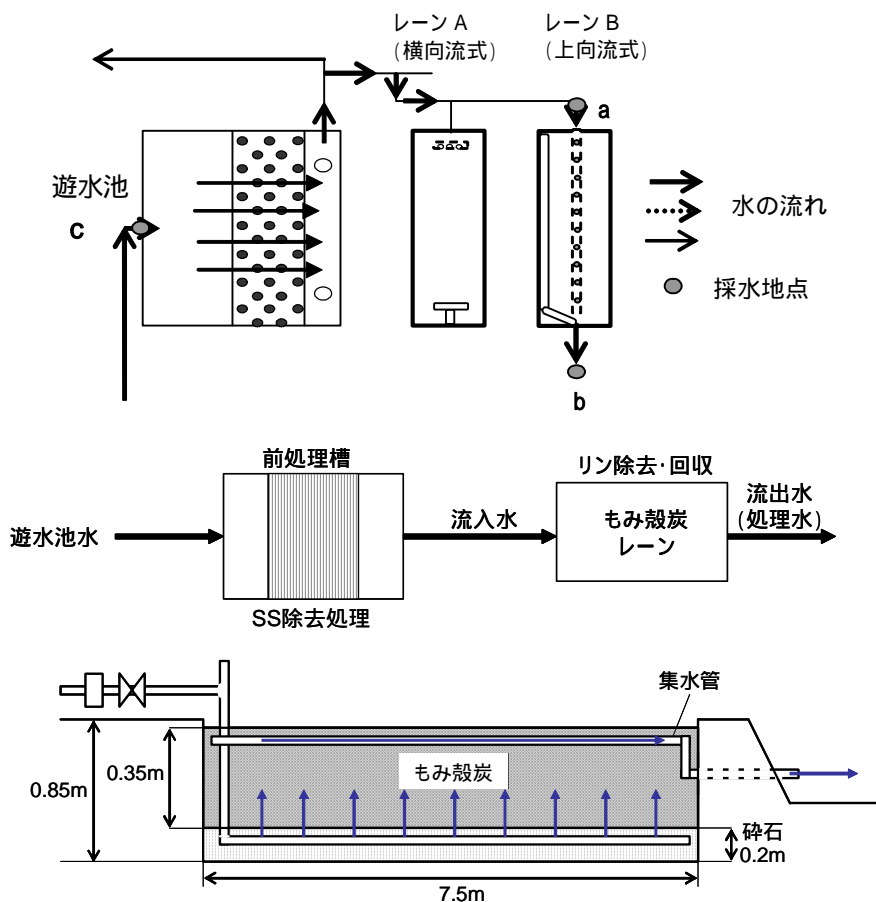 レーン A
(横向流式)
レーン B
(上向流式)
a
遊水池
c
水の流れ
採水地点
b
前処理槽
リン除去・回収
遊水池水
流入水
もみ殻炭
レーン
流出水
(処理水)
SS除去処理
集水管
もみ殻炭
0.85m
0.35m
砕石
0.2m
7.5m